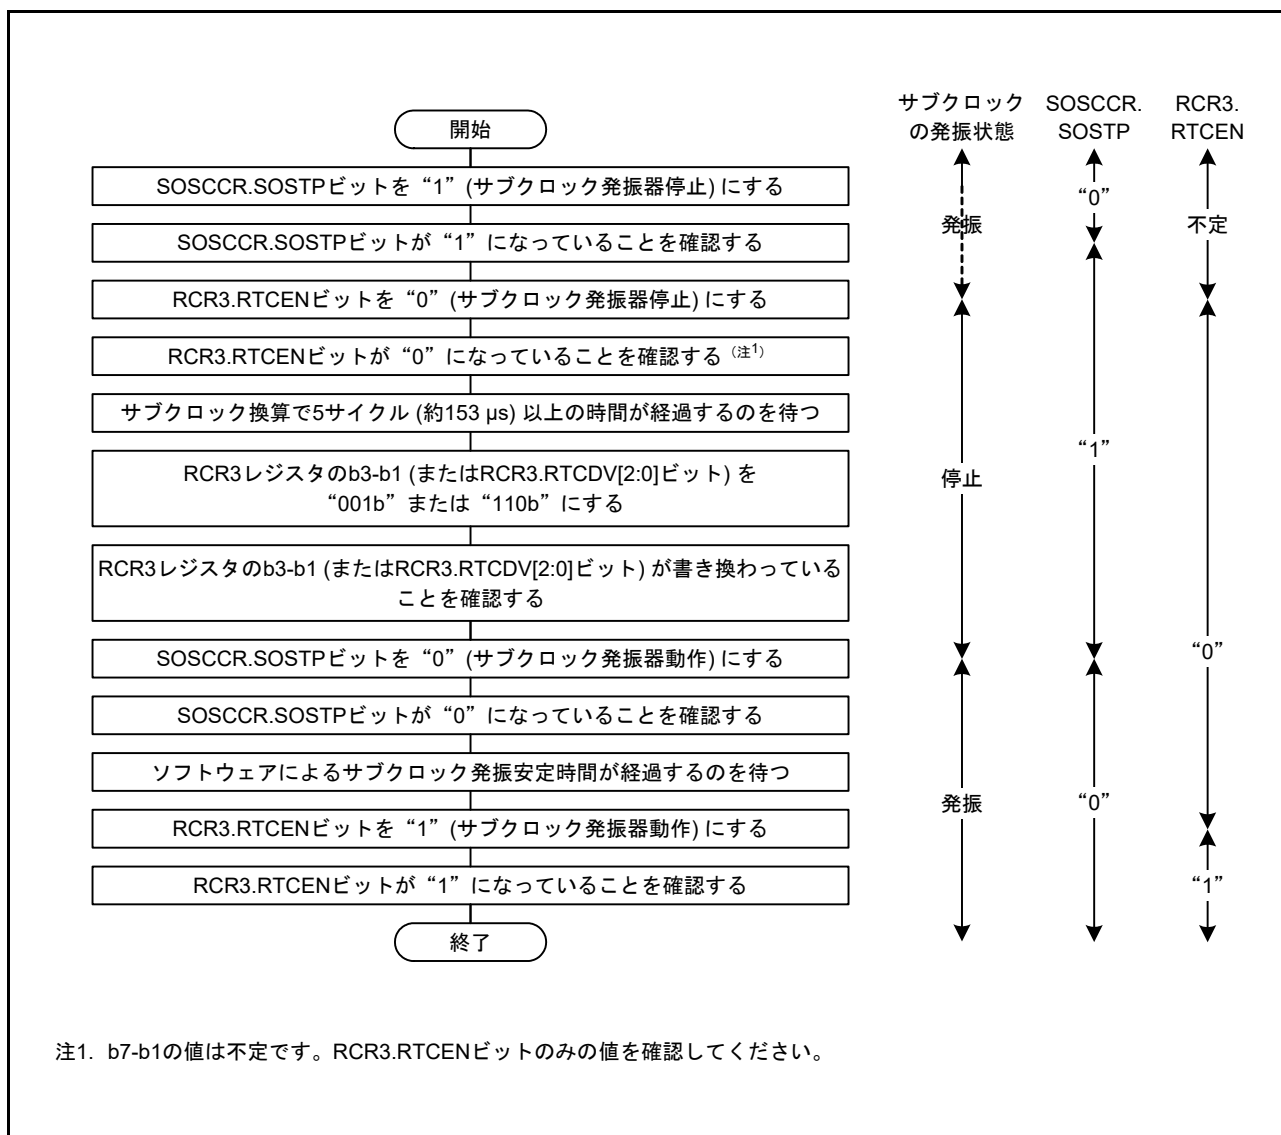 開始
SOSCCR.SOSTPビットを“1” (サブクロック発振器停止) にする
SOSCCR.SOSTPビットが“1” になっていることを確認する
RCR3.RTCENビットを“0” (サブクロック発振器停止) にする
RCR3.RTCENビットが“0” になっていることを確認する (注1)
サブクロック換算で5サイクル (約153 µs) 以上の時間が経過するのを待つ
RCR3レジスタのb3-b1 (またはRCR3.RTCDV[2:0]ビット) を
“001b” または “110b” にする
RCR3レジスタのb3-b1 (またはRCR3.RTCDV[2:0]ビット) が書き換わっている
ことを確認する
SOSCCR.SOSTPビットを“0” (サブクロック発振器動作) にする
SOSCCR.SOSTPビットが“0” になっていることを確認する
ソフトウェアによるサブクロック発振安定時間が経過するのを待つ
RCR3.RTCENビットを“1” (サブクロック発振器動作) にする
RCR3.RTCENビットが“1” になっていることを確認する
終了
サブクロック
の発振状態
発振
停止
発振
SOSCCR.
SOSTP
“0”
“1”
“0”
RCR3.
RTCEN
不定
“0”
“1”
注1. b7-b1の値は不定です。RCR3.RTCENビットのみの値を確認してください。